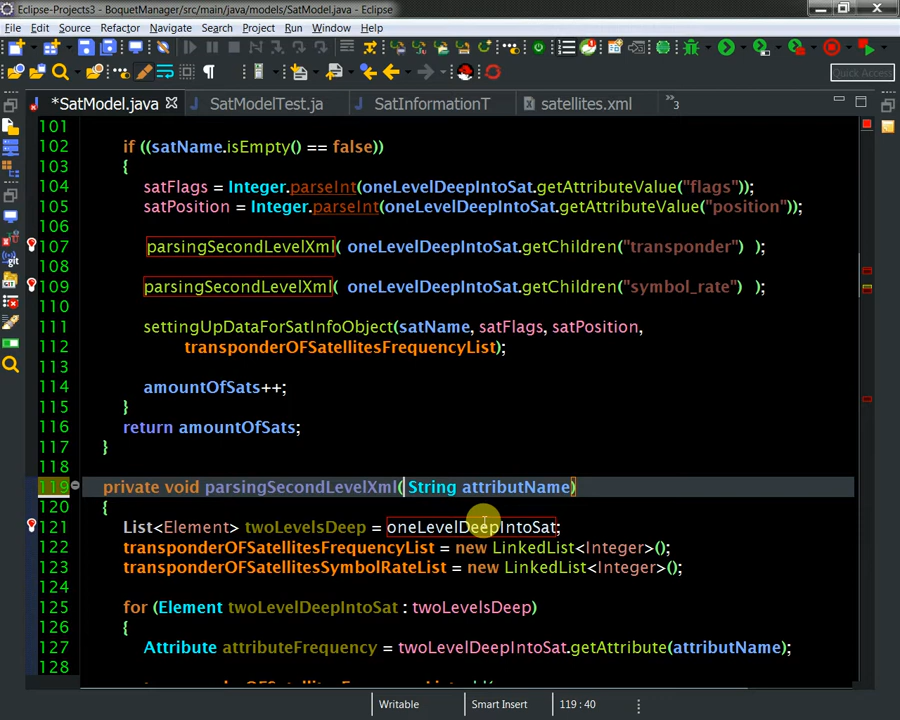 Eclipse-Projects3 - BoquetManager/src/main/java/models/SatModel.java - Eclipse
File Edit Source Refactor Navigate Search Project Run Window Help
Quick Access
*SatModel.java SatModelTest.ja SatInformationT satellites.xml »3
101
102 if ((satName.isEmpty() == false))
103 {
104 satFlags = Integer.parseInt(oneLevelDeepIntoSat.getAttributeValue("flags"));
105 satPosition = Integer.parseInt(oneLevelDeepIntoSat.getAttributeValue("position"));
106
107 parsingSecondLevelXml( oneLevelDeepIntoSat.getChildren("transponder") );
108
109 parsingSecondLevelXml( oneLevelDeepIntoSat.getChildren("symbol_rate") );
110
111 settingUpDataForSatInfoObject(satName, satFlags, satPosition,
112 transponderOFSatellitesFrequencyList);
113
114 amountOfSats++;
115 }
116 return amountOfSats;
117 }
118
119 private void parsingSecondLevelXml( String attributName)
120 {
121 List<Element> twoLevelsDeep = oneLevelDeepIntoSat;
122 transponderOFSatellitesFrequencyList = new LinkedList<Integer>();
123 transponderOFSatellitesSymbolRateList = new LinkedList<Integer>();
124
125 for (Element twoLevelDeepIntoSat : twoLevelsDeep)
126 {
127 Attribute attributeFrequency = twoLevelDeepIntoSat.getAttribute(attributName);
128
Writable Smart Insert 119 : 40